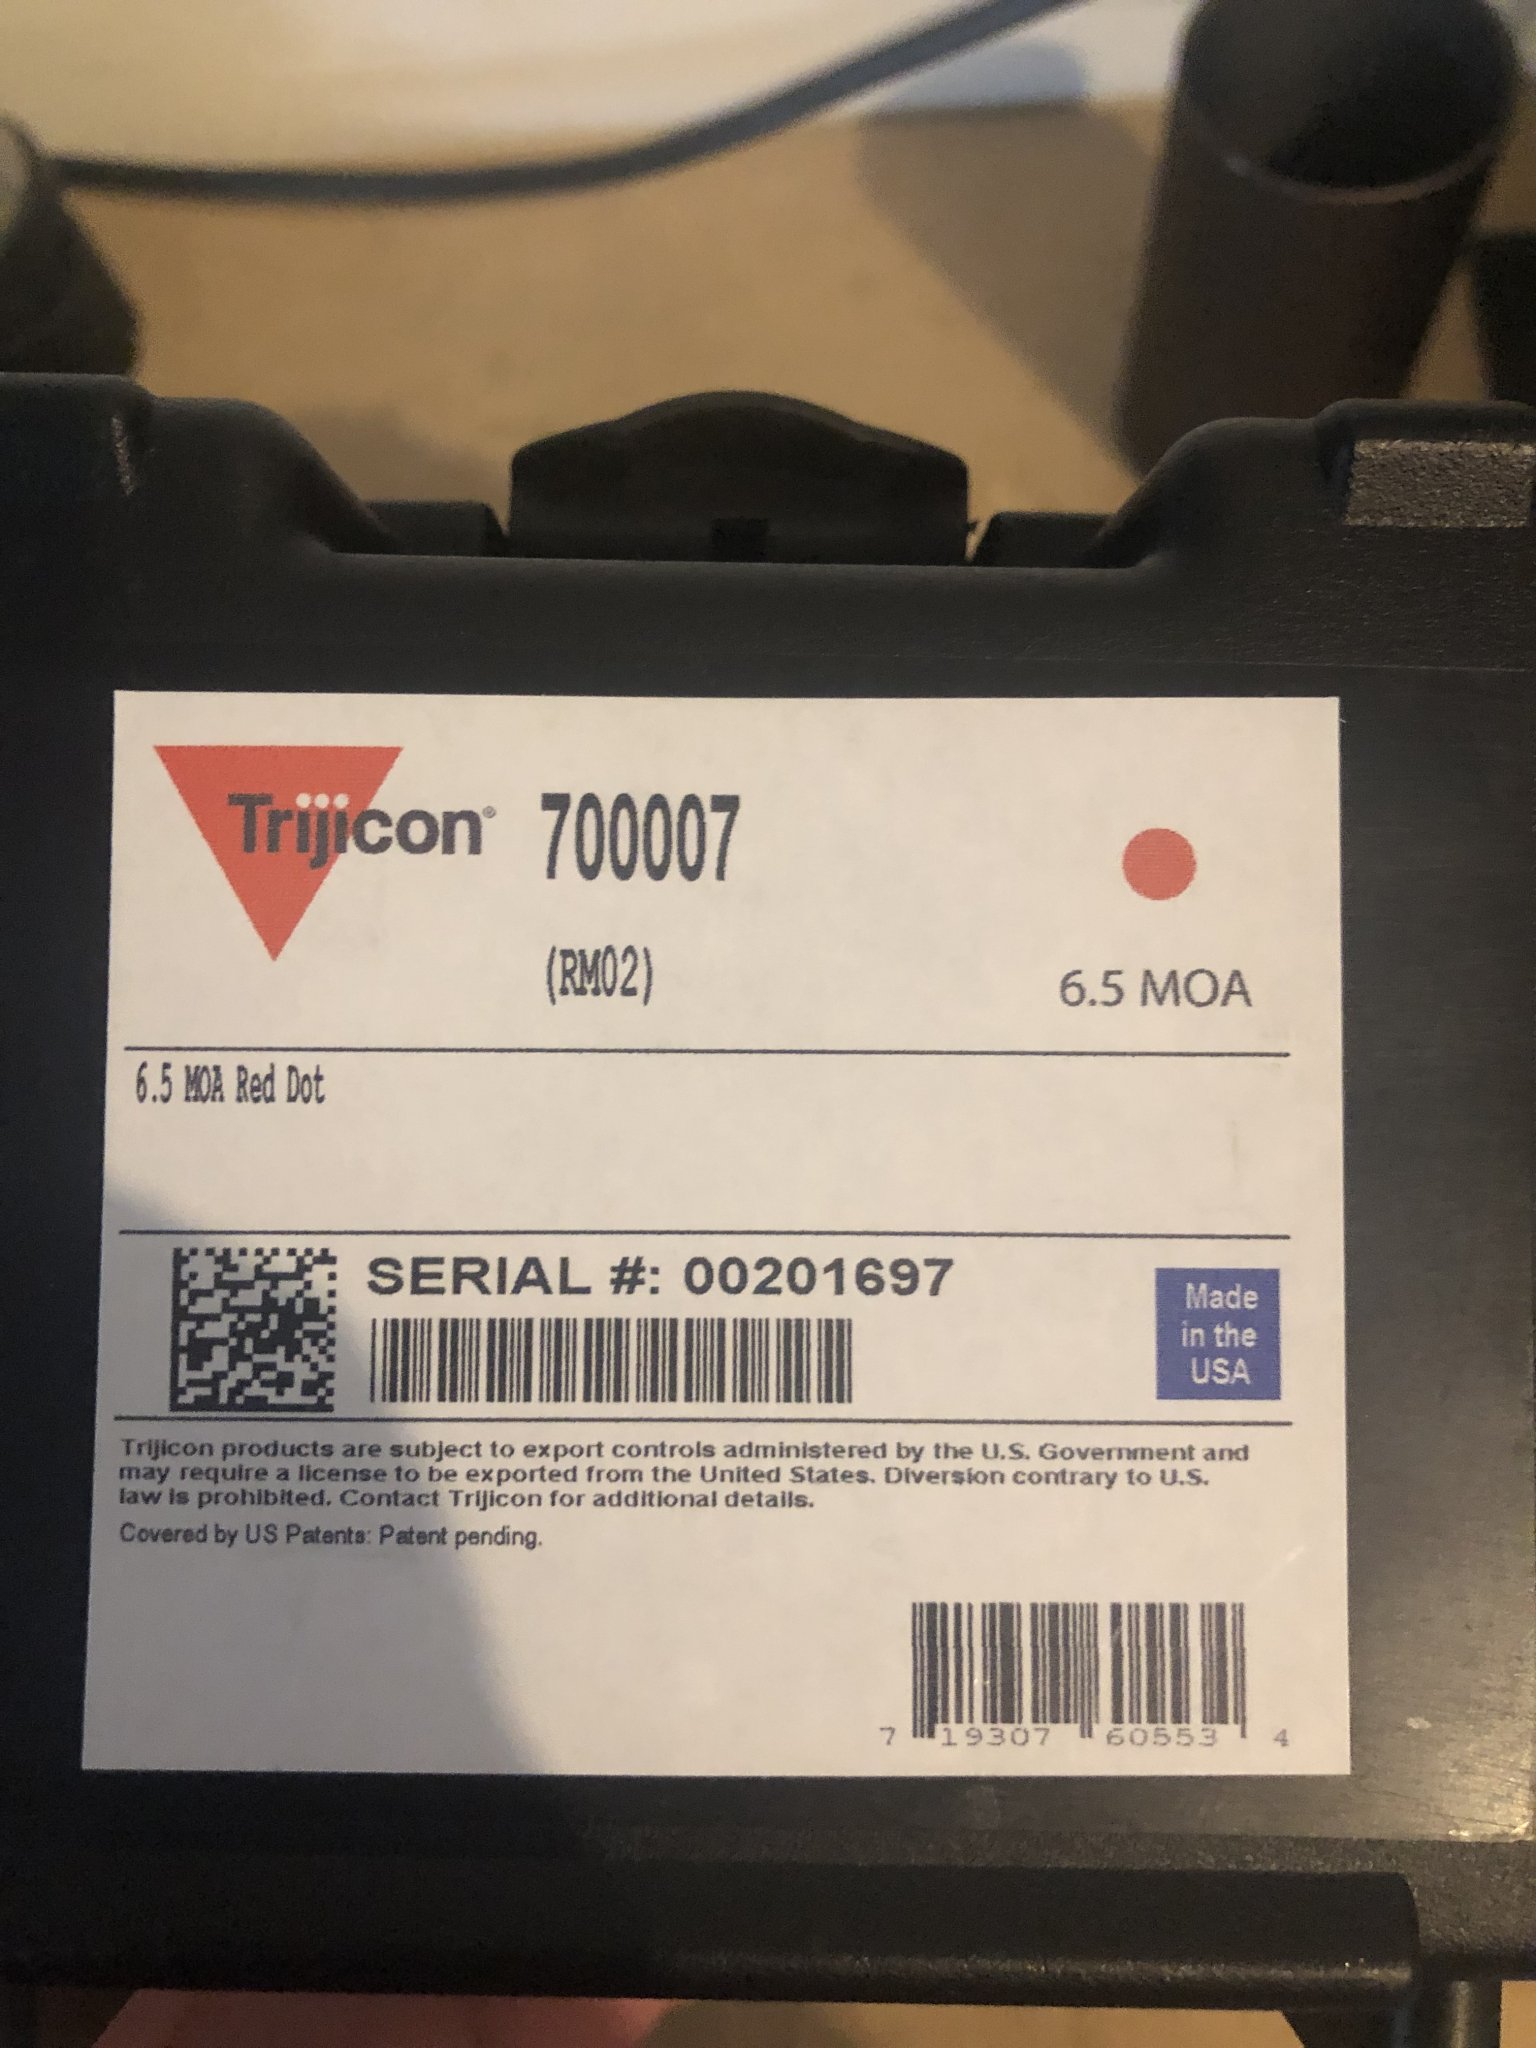 Trijicon® 700007
(RM02)
6.5 MOA
6.5 MOA Red Dot
SERIAL #: 00201697
Made
in the
USA
Trijicon products are subject to export controls administered by the U.S. Government and
may require a license to be exported from the United States. Diversion contrary to U.S.
law is prohibited. Contact Trijicon for additional details.
Covered by US Patents: Patent pending.
7 19307 60553 4